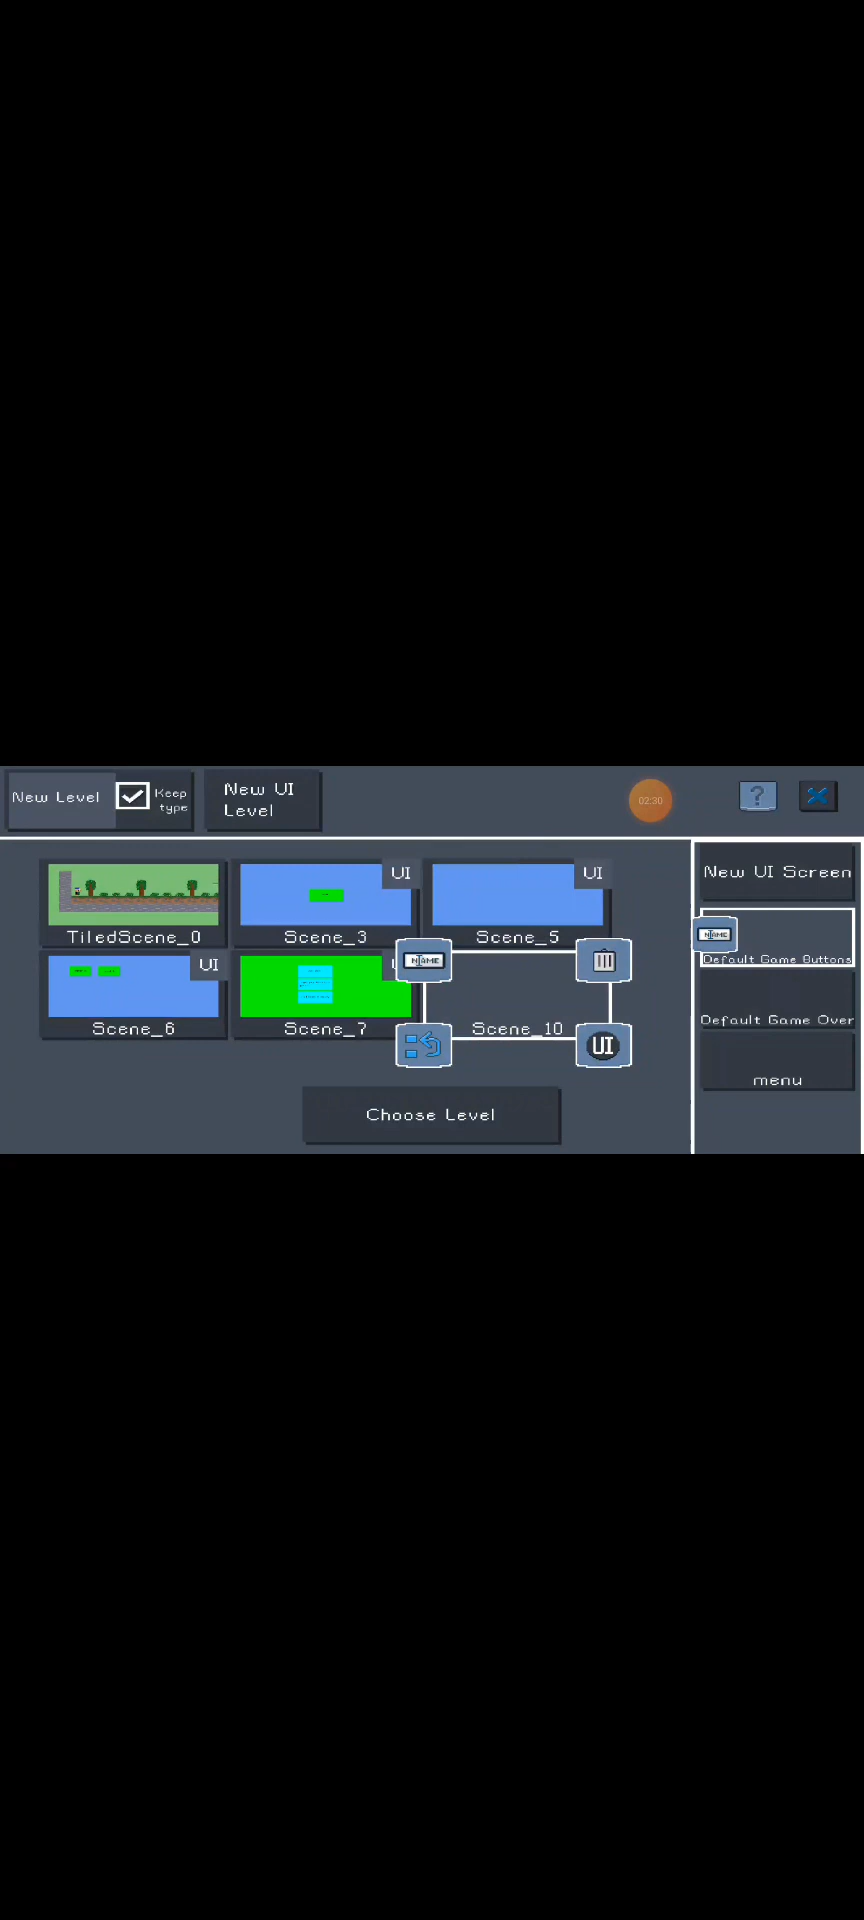 New Level
Keep
type
New UI
Level
02:30
?
UI
UI
New UI Screen
TiledScene_0
Scene_3
Scene_5
NAME
Default Game Buttons
UI
NAME
Scene_6
Scene_7
Scene_10
UI
Default Game Over
menu
Choose Level